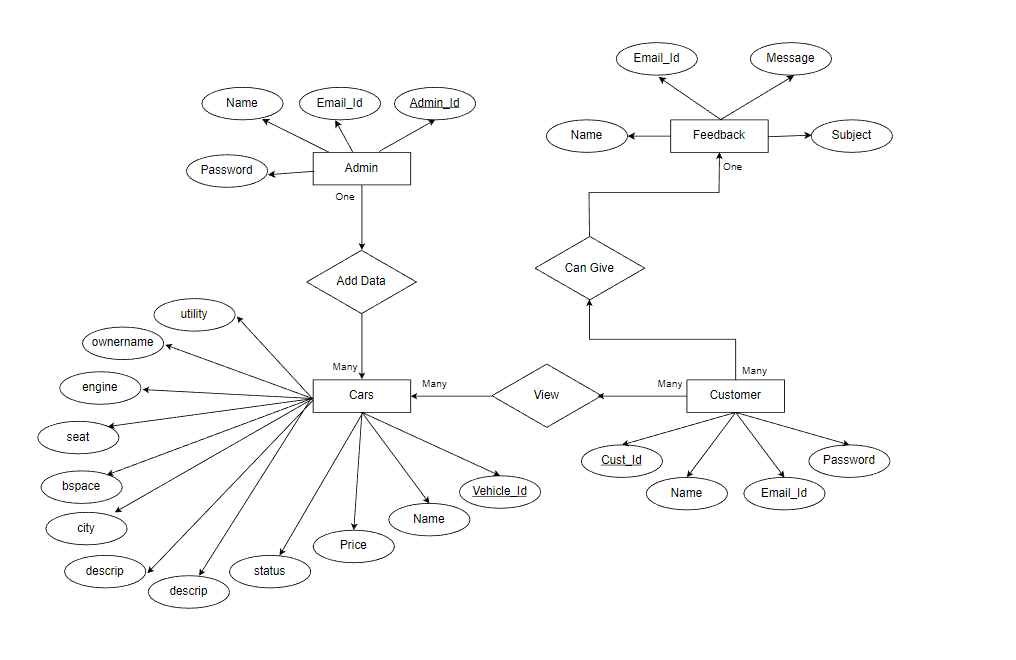 Email_Id
Message
Name
Email_Id
Admin_Id
Name
Feedback
Subject
Password
Admin
One
One
Can Give
Add Data
utility
ownername
Many
Many
Many
Many
engine
Cars
View
Customer
seat
Cust_Id
Password
bspace
Vehicle_Id
Name
Email_Id
city
Name
Price
descrip
status
descrip